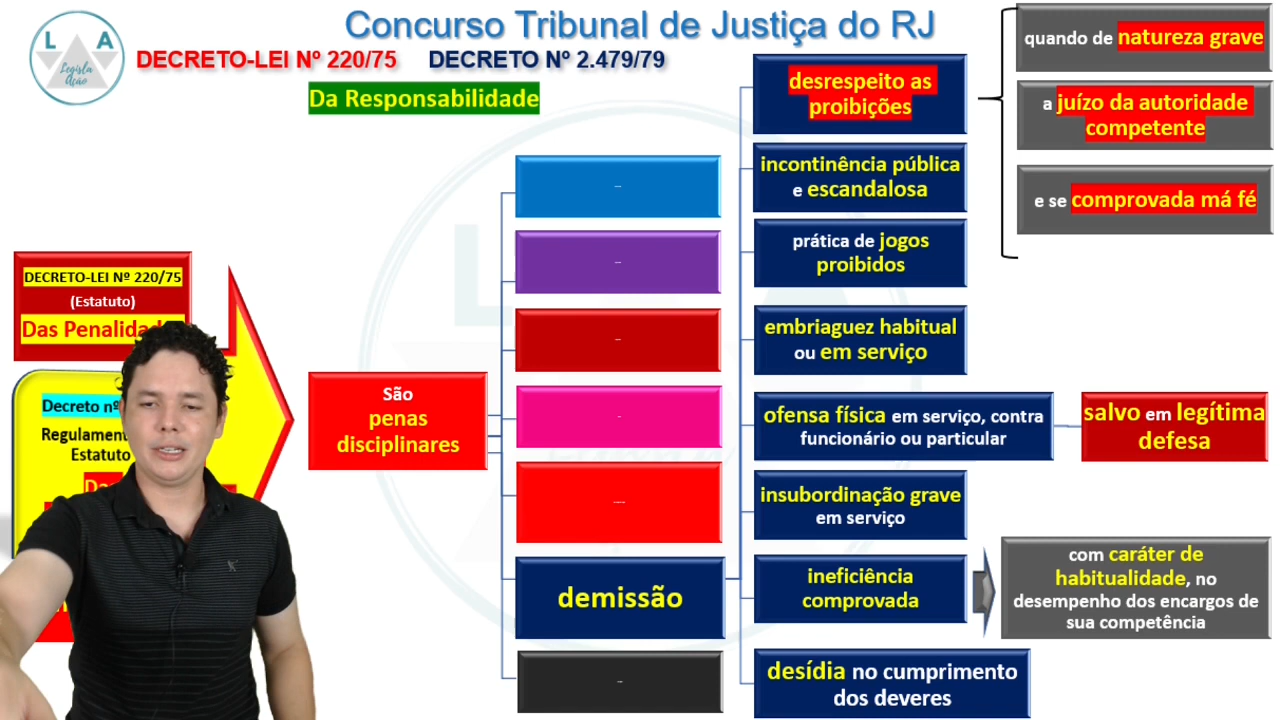 L A
Legisla
Ação
Concurso Tribunal de Justiça do RJ
DECRETO-LEI Nº 220/75 DECRETO Nº 2.479/79
Da Responsabilidade
DECRETO-LEI Nº 220/75
(Estatuto)
Das
Decreto
Estatuto
São
penas
disciplinares
demissão
desrespeito as
proibições
quando de natureza grave
a juízo da autoridade
competente
e se comprovada má fé
incontinência pública
e escandalosa
prática de jogos
proibidos
embriaguez habitual
ou em serviço
ofensa física em serviço, contra
funcionário ou particular
salvo em legítima
defesa
insubordinação grave
em serviço
ineficiência
comprovada
com caráter de
habitualidade, no
desempenho dos encargos de
sua competência
desídia no cumprimento
dos deveres